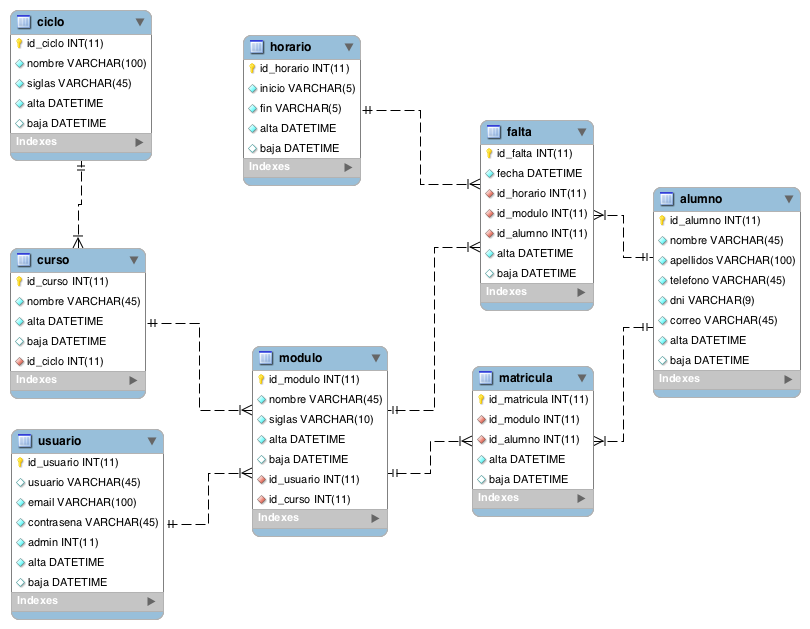 ciclo
id_ciclo INT(11)
nombre VARCHAR(100)
siglas VARCHAR(45)
alta DATETIME
baja DATETIME
Indexes
horario
id_horario INT(11)
inicio VARCHAR(5)
fin VARCHAR(5)
alta DATETIME
baja DATETIME
Indexes
falta
id_falta INT(11)
fecha DATETIME
id_horario INT(11)
id_modulo INT(11)
id_alumno INT(11)
alta DATETIME
baja DATETIME
Indexes
alumno
id_alumno INT(11)
nombre VARCHAR(45)
apellidos VARCHAR(100)
telefono VARCHAR(45)
dni VARCHAR(9)
correo VARCHAR(45)
alta DATETIME
baja DATETIME
Indexes
curso
id_curso INT(11)
nombre VARCHAR(45)
alta DATETIME
baja DATETIME
id_ciclo INT(11)
Indexes
modulo
id_modulo INT(11)
nombre VARCHAR(45)
siglas VARCHAR(10)
alta DATETIME
baja DATETIME
id_usuario INT(11)
id_curso INT(11)
Indexes
matricula
id_matricula INT(11)
id_modulo INT(11)
id_alumno INT(11)
alta DATETIME
baja DATETIME
Indexes
usuario
id_usuario INT(11)
usuario VARCHAR(45)
email VARCHAR(100)
contrasena VARCHAR(45)
admin INT(11)
alta DATETIME
baja DATETIME
Indexes